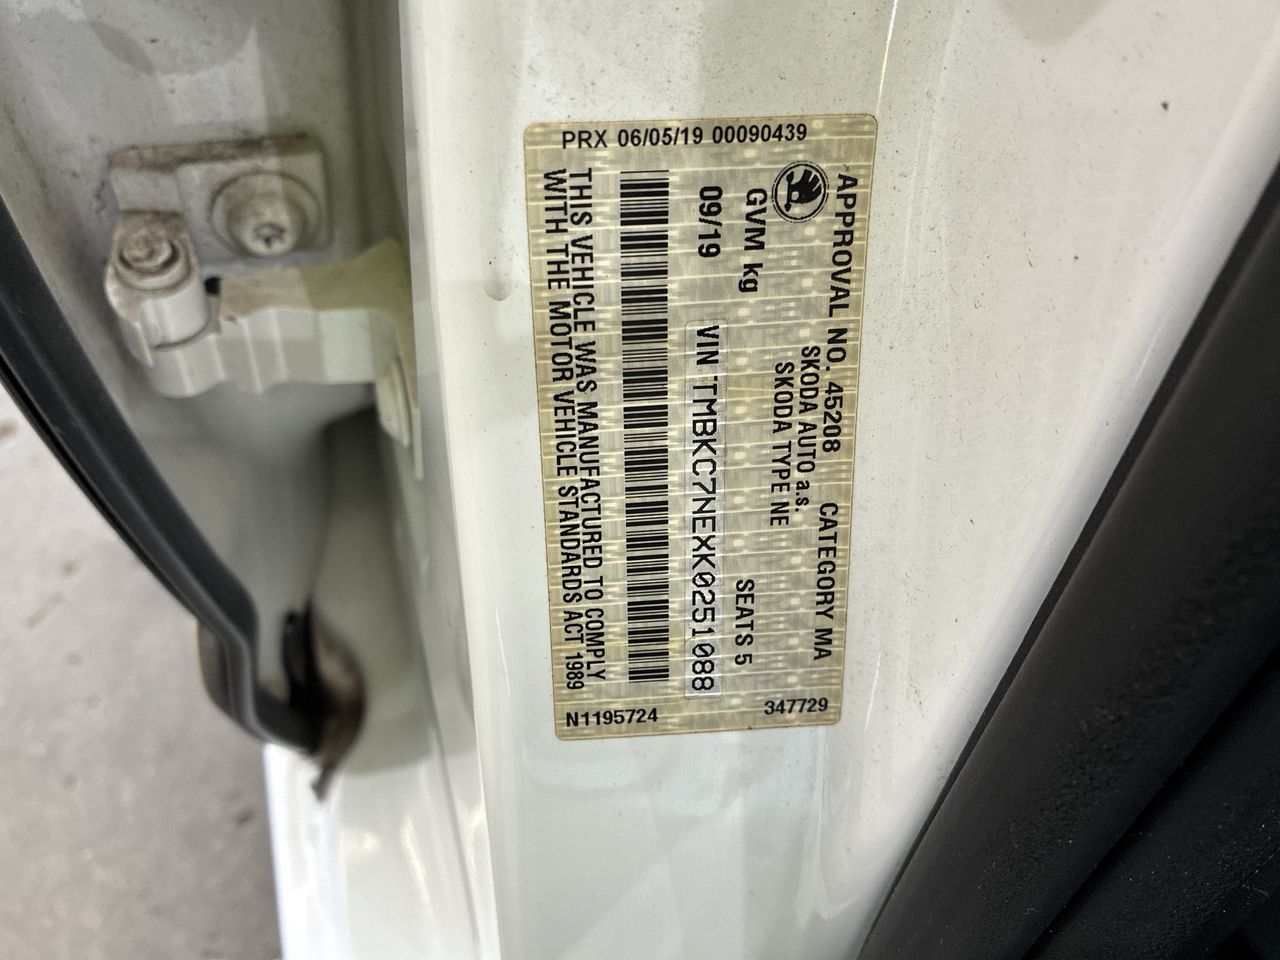 PRX 06/05/19 00090439
APPROVAL NO. 45208 CATEGORY MA
SKODA AUTO a.s.
SKODA TYPE NE
GVM kg SEATS 5
09/19 VIN TMBKC7NEXK0251088
THIS VEHICLE WAS MANUFACTURED TO COMPLY
WITH THE MOTOR VEHICLE STANDARDS ACT 1989
N1195724 347729